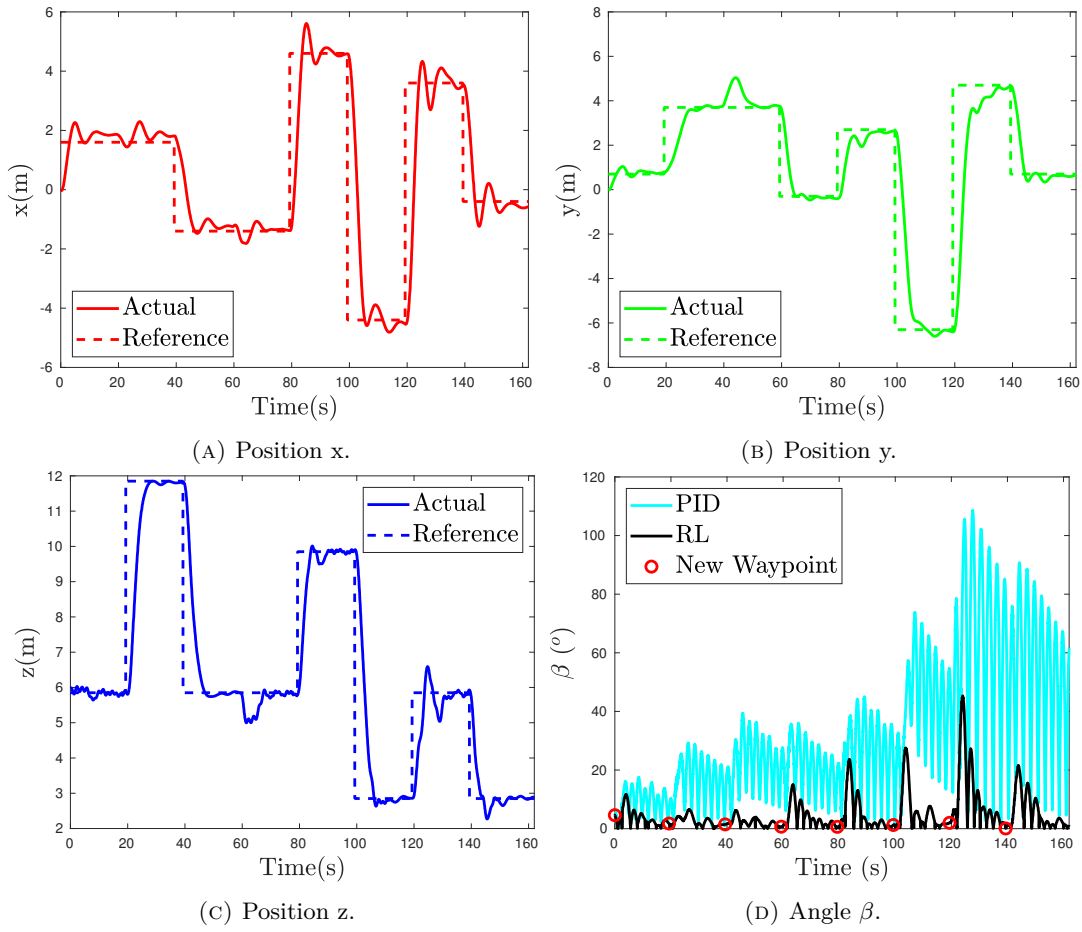 6
4
2
0
-2
-4
-6
x(m)
Actual
Reference
0 20 40 60 80 100 120 140 160
Time(s)
(A) Position x.
8
6
4
2
0
-2
-4
-6
-8
y(m)
Actual
Reference
0 20 40 60 80 100 120 140 160
Time(s)
(B) Position y.
12
11
10
9
8
7
6
5
4
3
2
z(m)
Actual
Reference
0 20 40 60 80 100 120 140 160
Time(s)
(C) Position z.
120
100
80
60
40
20
0
β (º)
PID
RL
New Waypoint
0 20 40 60 80 100 120 140 160
Time (s)
(D) Angle β.